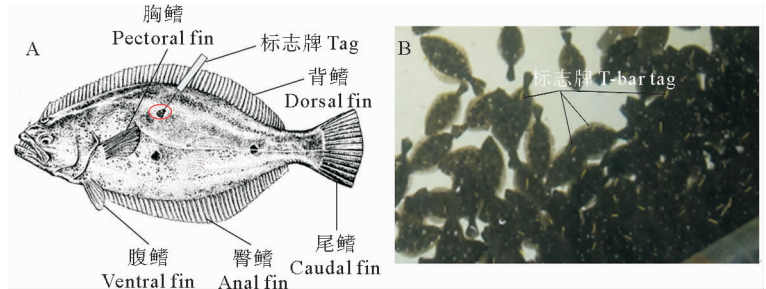 A
胸鳍
Pectoral fin
标志牌 Tag
背鳍
Dorsal fin
腹鳍
Ventral fin
臀鳍
Anal fin
尾鳍
Caudal fin
B
标志牌 T-bar tag